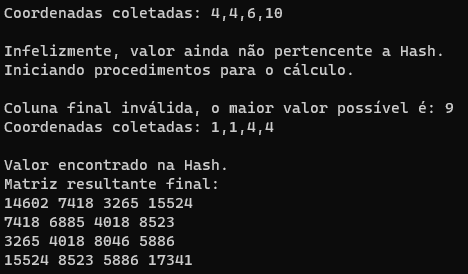 Coordenadas coletadas: 4,4,6,10
Infelizmente, valor ainda não pertencente a Hash.
Iniciando procedimentos para o cálculo.
Coluna final inválida, o maior valor possível é: 9
Coordenadas coletadas: 1,1,4,4
Valor encontrado na Hash.
Matriz resultante final:
14602 7418 3265 15524
7418 6885 4018 8523
3265 4018 8046 5886
15524 8523 5886 17341